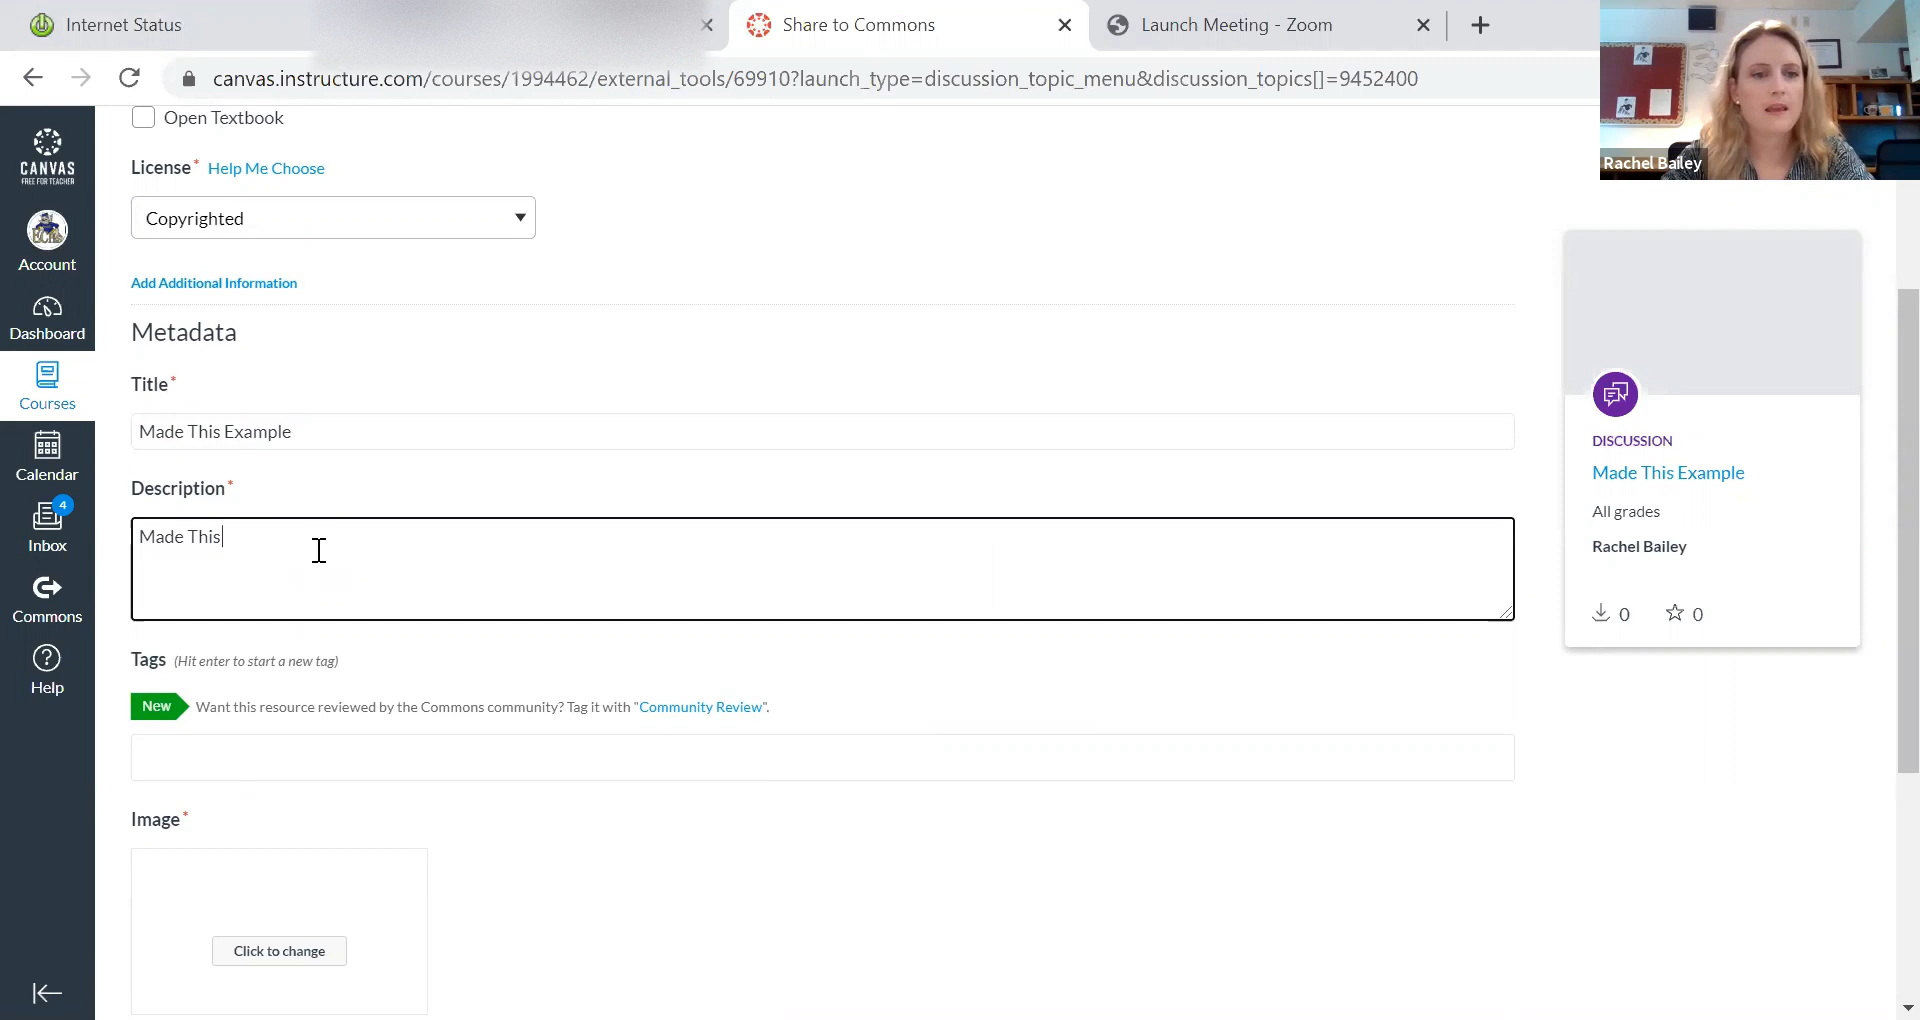 Internet Status
Share to Commons
Launch Meeting - Zoom
canvas.instructure.com/courses/1994462/external_tools/69910?launch_type=discussion_topic_menu&discussion_topics[]=9452400
Rachel Bailey
CANVAS
FREE FOR TEACHER
Account
Dashboard
Courses
Calendar
4
Inbox
Commons
Help
Open Textbook
License* Help Me Choose
Copyrighted
Add Additional Information
Metadata
Title*
Made This Example
Description*
Made This
Tags (Hit enter to start a new tag)
New Want this resource reviewed by the Commons community? Tag it with "Community Review".
Image*
Click to change
DISCUSSION
Made This Example
All grades
Rachel Bailey
0 0